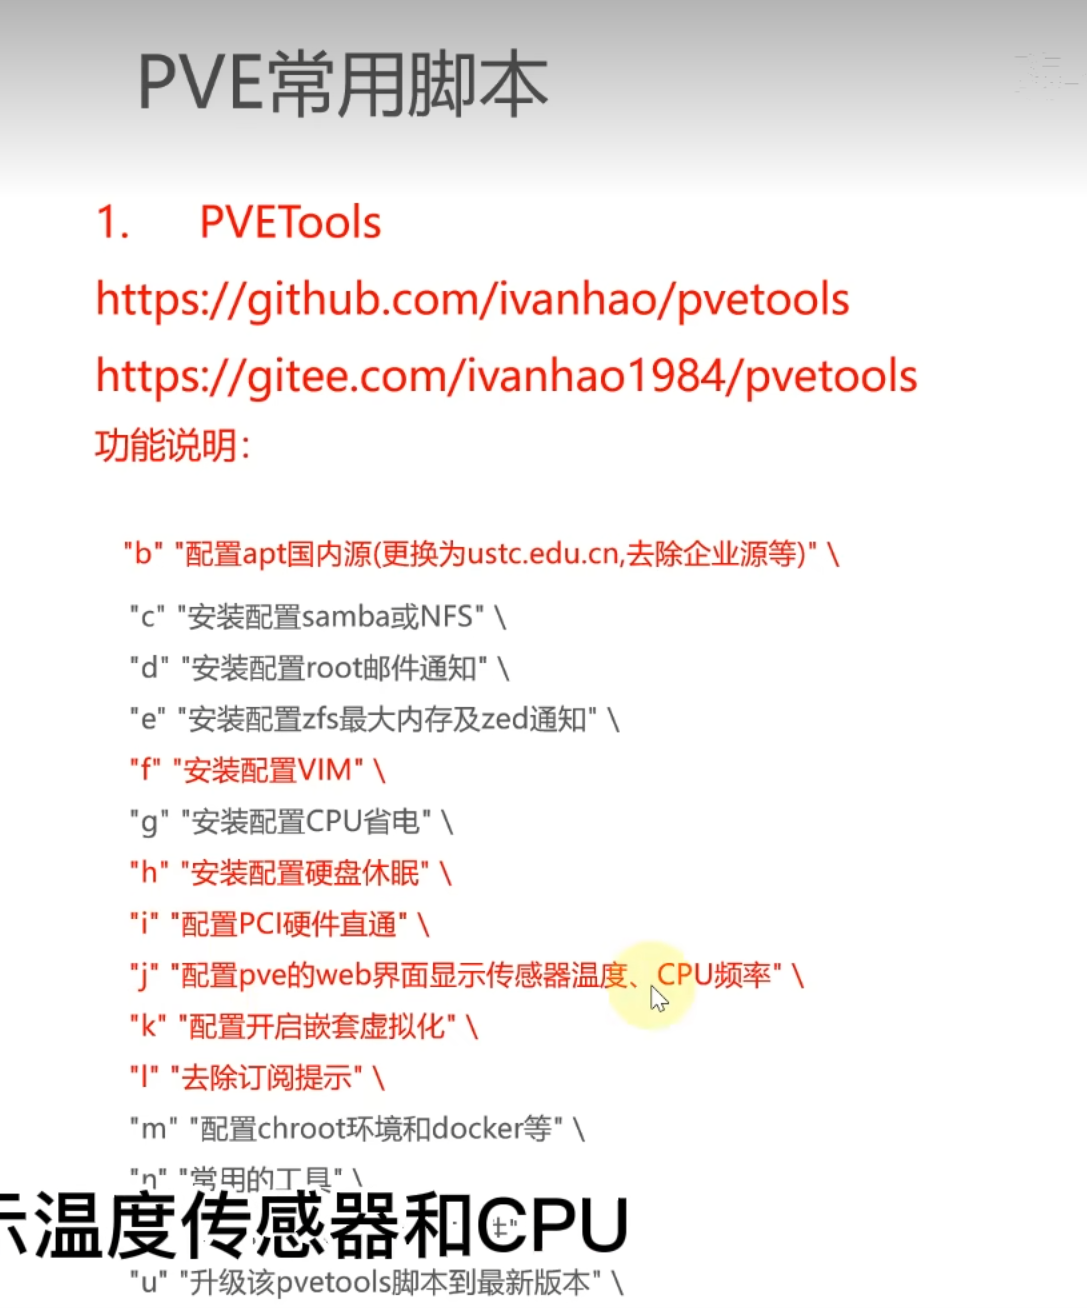 PVE常用脚本
1. PVETools
https://github.com/ivanhao/pvetools
https://gitee.com/ivanhao1984/pvetools
功能说明：
"b" "配置apt国内源(更换为ustc.edu.cn,去除企业源等)" \
"c" "安装配置samba或NFS" \
"d" "安装配置root邮件通知" \
"e" "安装配置zfs最大内存及zed通知" \
"f" "安装配置VIM" \
"g" "安装配置CPU省电" \
"h" "安装配置硬盘休眠" \
"i" "配置PCI硬件直通" \
"j" "配置pve的web界面显示传感器温度、CPU频率" \
"k" "配置开启嵌套虚拟化" \
"l" "去除订阅提示" \
"m" "配置chroot环境和docker等" \
"n" "常用的工具" \
示温度传感器和CPU
"u" "升级该pvetools脚本到最新版本" \